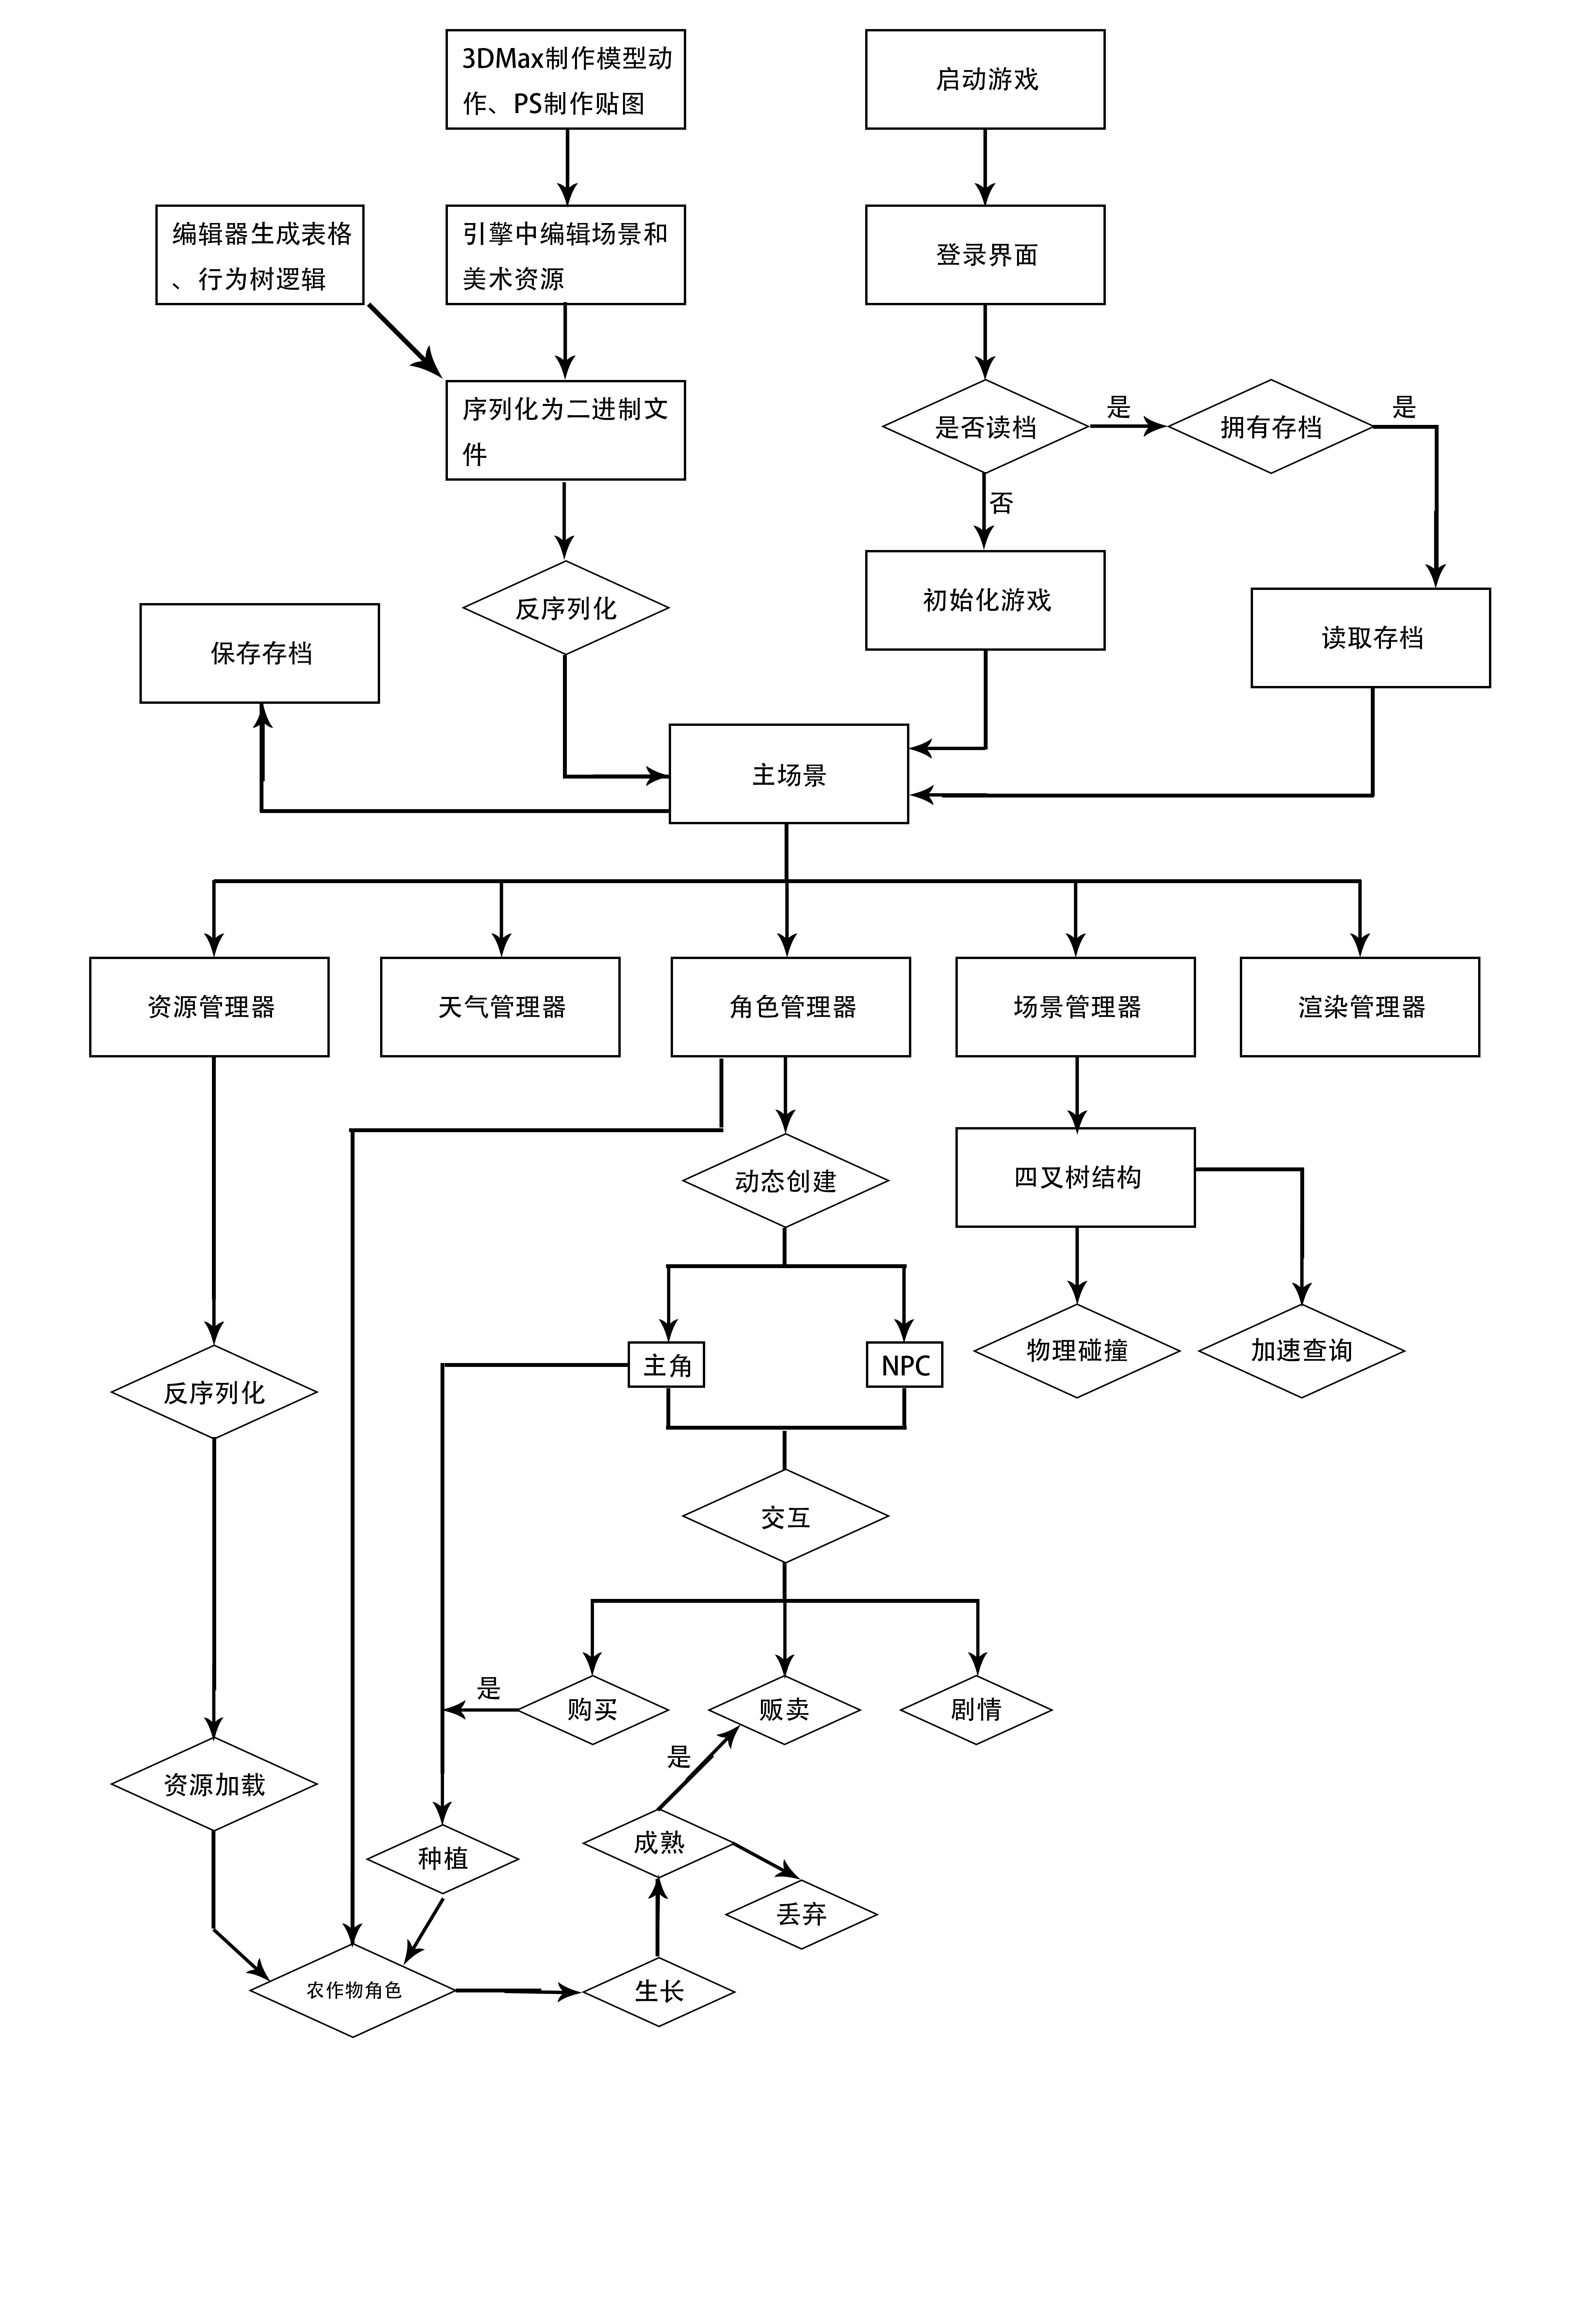 3DMax制作模型动
作、PS制作贴图
启动游戏
编辑器生成表格
、行为树逻辑
引擎中编辑场景和
美术资源
登录界面
序列化为二进制文
件
是否读档
是
拥有存档
是
否
反序列化
初始化游戏
读取存档
保存存档
主场景
资源管理器
天气管理器
角色管理器
场景管理器
渲染管理器
动态创建
四叉树结构
主角
NPC
物理碰撞
加速查询
反序列化
交互
是
购买
贩卖
剧情
是
资源加载
种植
成熟
丢弃
农作物角色
生长